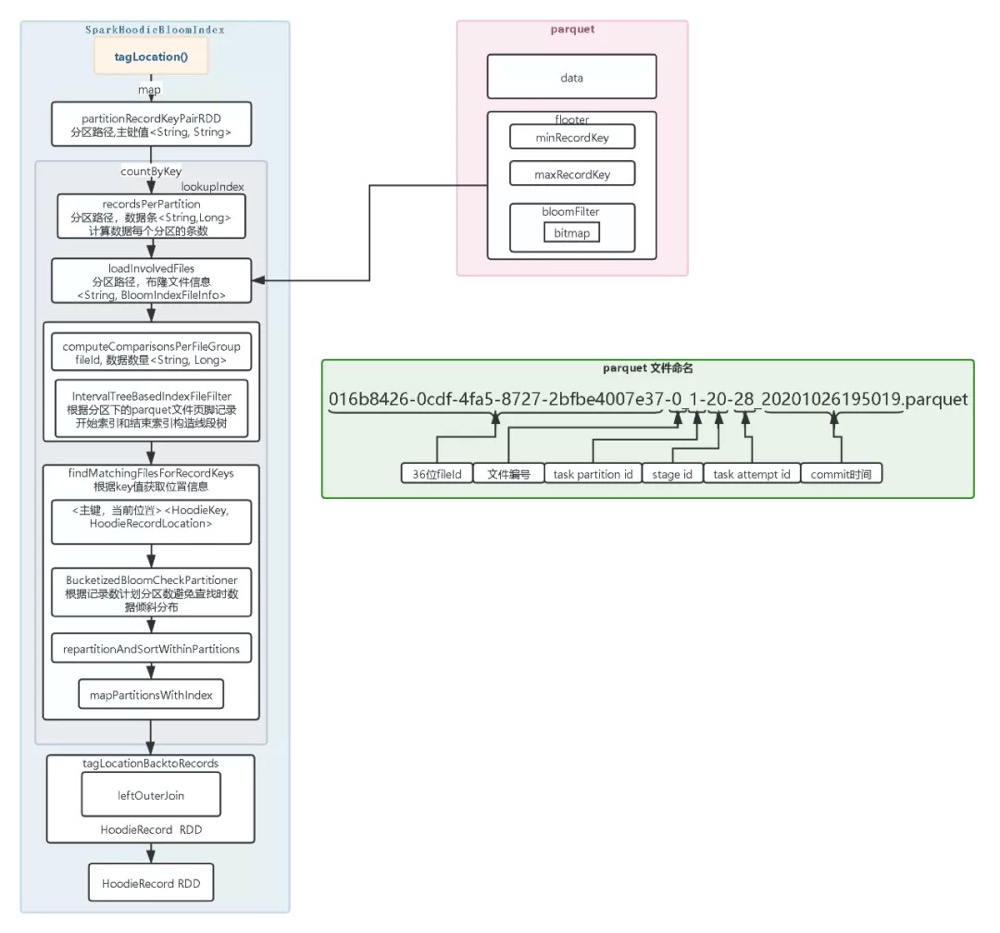 SparkHoodieBloomIndex
tagLocation()
map
partitionRecordKeyPairRDD
分区路径,主键值<String, String>
countByKey
lookupIndex
recordsPerPartition
分区路径，数据条<String,Long>
计算数据每个分区的条数
loadInvolvedFiles
分区路径，布隆文件信息
<String, BloomIndexFileInfo>
computeComparisonsPerFileGroup
fileId, 数据数量<String, Long>
IntervalTreeBasedIndexFileFilter
根据分区下的parquet文件页脚记录
开始索引和结束索引构造线段树
findMatchingFilesForRecordKeys
根据key值获取位置信息
<主键，当前位置> <HoodieKey,
HoodieRecordLocation>
BucketizedBloomCheckPartitioner
根据记录数计划分区数避免查找时数
据倾斜分布
repartitionAndSortWithinPartitions
mapPartitionsWithIndex
tagLocationBacktoRecords
leftOuterJoin
HoodieRecord RDD
HoodieRecord RDD
parquet
data
flooter
minRecordKey
maxRecordKey
bloomFilter
bitmap
parquet 文件命名
016b8426-0cdf-4fa5-8727-2bfbe4007e37-0_1-20-28_20201026195019.parquet
36位fileId
文件编号
task partition id
stage id
task attempt id
commit时间